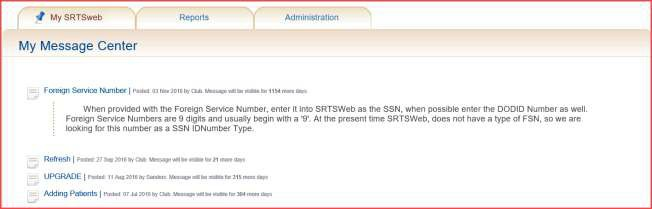 My SRTSweb
Reports
Administration
My Message Center
Foreign Service Number | Posted: 03 Nov 2016 by Club. Message will be visible for 1154 more days
When provided with the Foreign Service Number, enter it into SRTSWeb as the SSN, when possible enter the DODID Number as well.
Foreign Service Numbers are 9 digits and usually begin with a '9'. At the present time SRTSWeb, does not have a type of FSN, so we are
looking for this number as a SSN IDNumber Type.
Refresh | Posted: 27 Sep 2016 by Club. Message will be visible for 21 more days
UPGRADE | Posted: 11 Aug 2016 by Sanders. Message will be visible for 315 more days
Adding Patients | Posted: 07 Jul 2016 by Club. Message will be visible for 304 more days